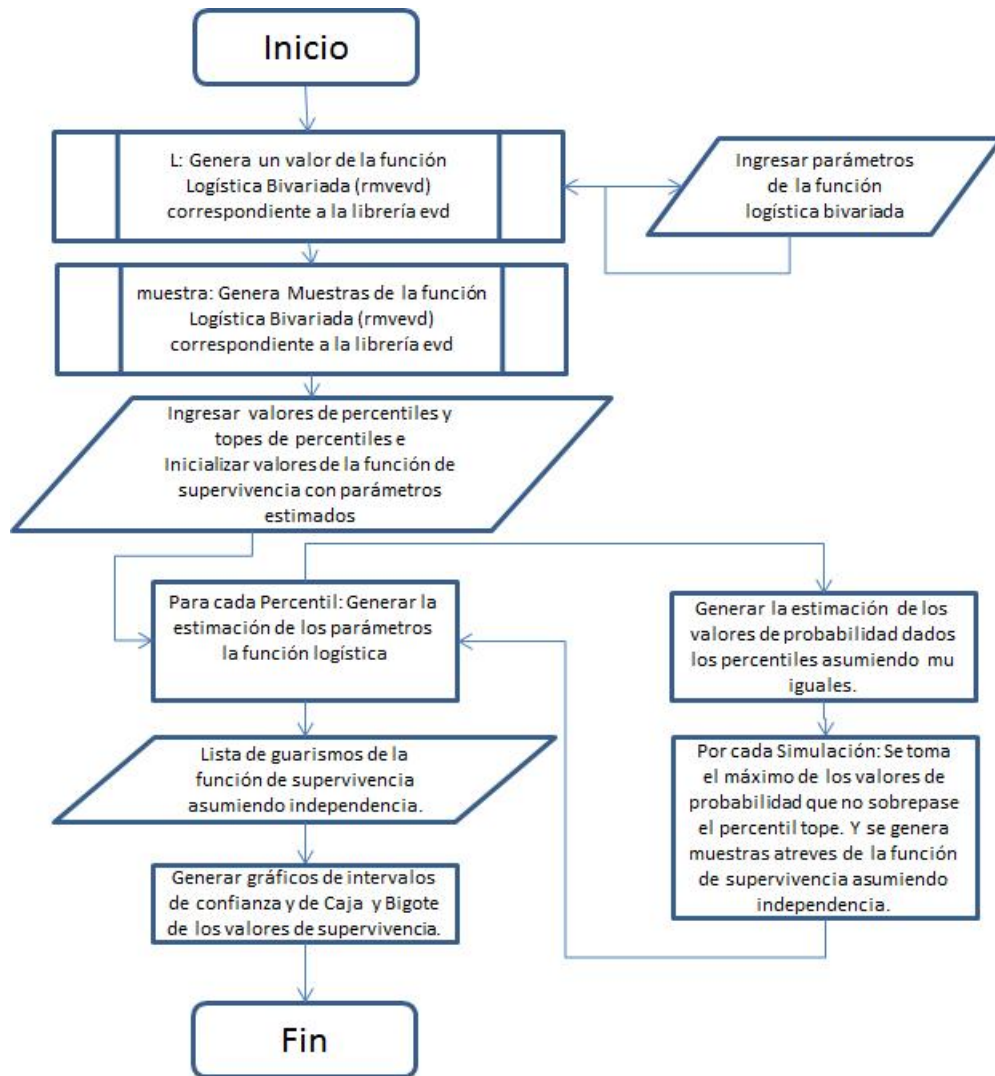 Inicio
L: Genera un valor de la función
Logística Bivariada (rmvevd)
correspondiente a la librería evd
Ingresar parámetros
de la función
logística bivariada
muestra: Genera Muestras de la función
Logística Bivariada (rmvevd)
correspondiente a la librería evd
Ingresar valores de percentiles y
topes de percentiles e
Inicializar valores de la función de
supervivencia con parámetros
estimados
Para cada Percentil: Generar la
estimación de los parámetros
la función logística
Generar la estimación de los
valores de probabilidad dados
los percentiles asumiendo mu
iguales.
Lista de guarismos de la
función de supervivencia
asumiendo independencia.
Por cada Simulación: Se toma
el máximo de los valores de
probabilidad que no sobrepase
el percentil tope. Y se genera
muestras atreves de la función
de supervivencia asumiendo
independencia.
Generar gráficos de intervalos
de confianza y de Caja y Bigote
de los valores de supervivencia.
Fin